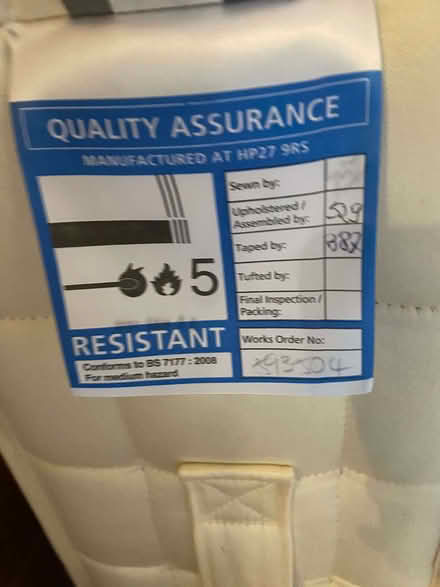 QUALITY ASSURANCE
MANUFACTURED AT HP27 9RS
Sewn by:
Upholstered /
Assembled by: 529
Taped by: 882
Tufted by:
Final Inspection /
Packing:
5
RESISTANT
Conforms to BS 7177 : 2008
For medium hazard
Works Order No: